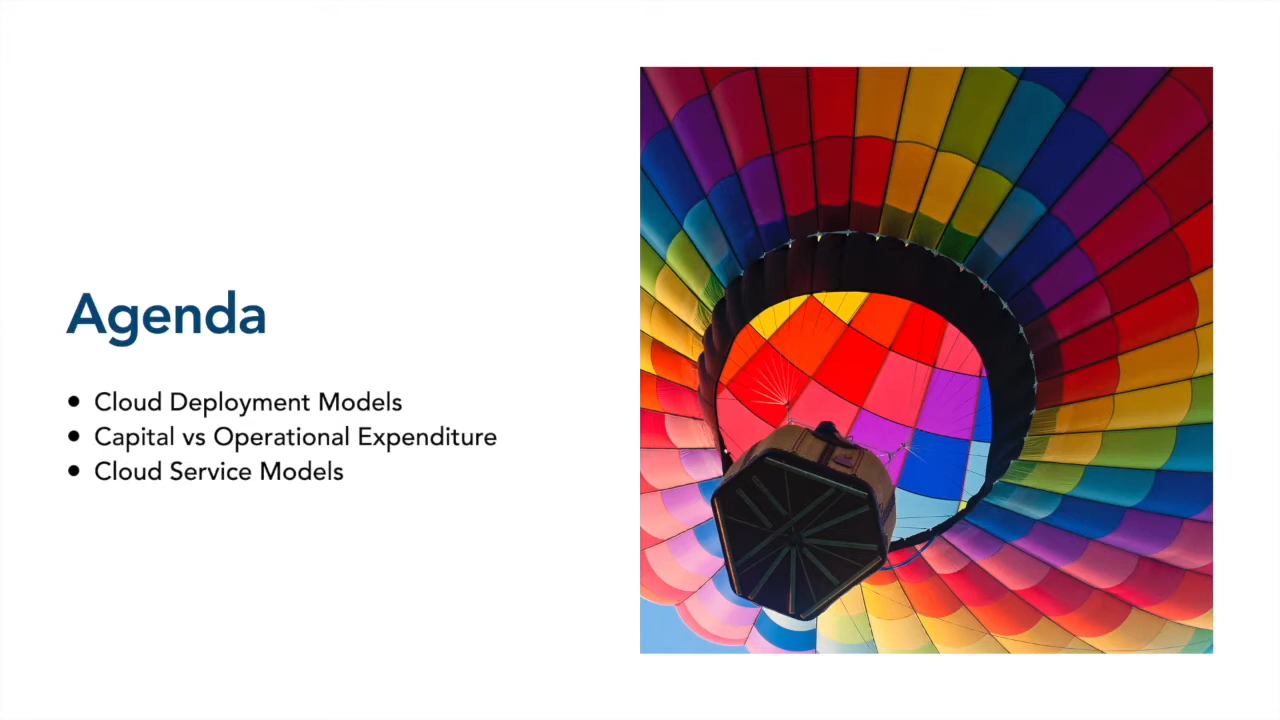 Agenda
• Cloud Deployment Models
• Capital vs Operational Expenditure
• Cloud Service Models